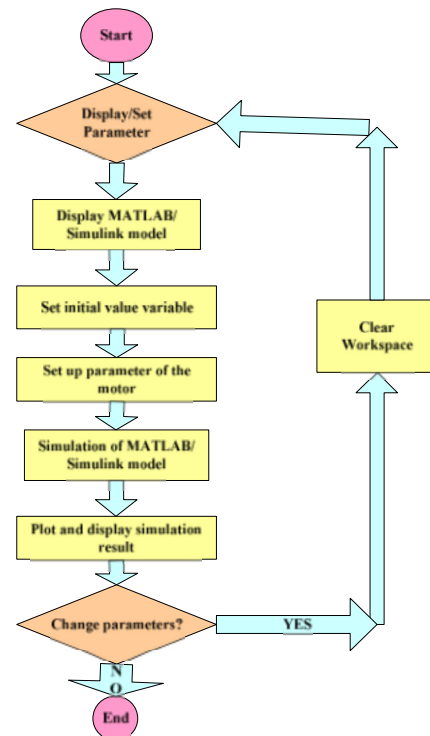 Start
Display/Set
Parameter
Display MATLAB/
Simulink model
Set initial value variable
Set up parameter of the
motor
Simulation of MATLAB/
Simulink model
Plot and display simulation
result
Change parameters?
YES
Clear
Workspace
N
O
End